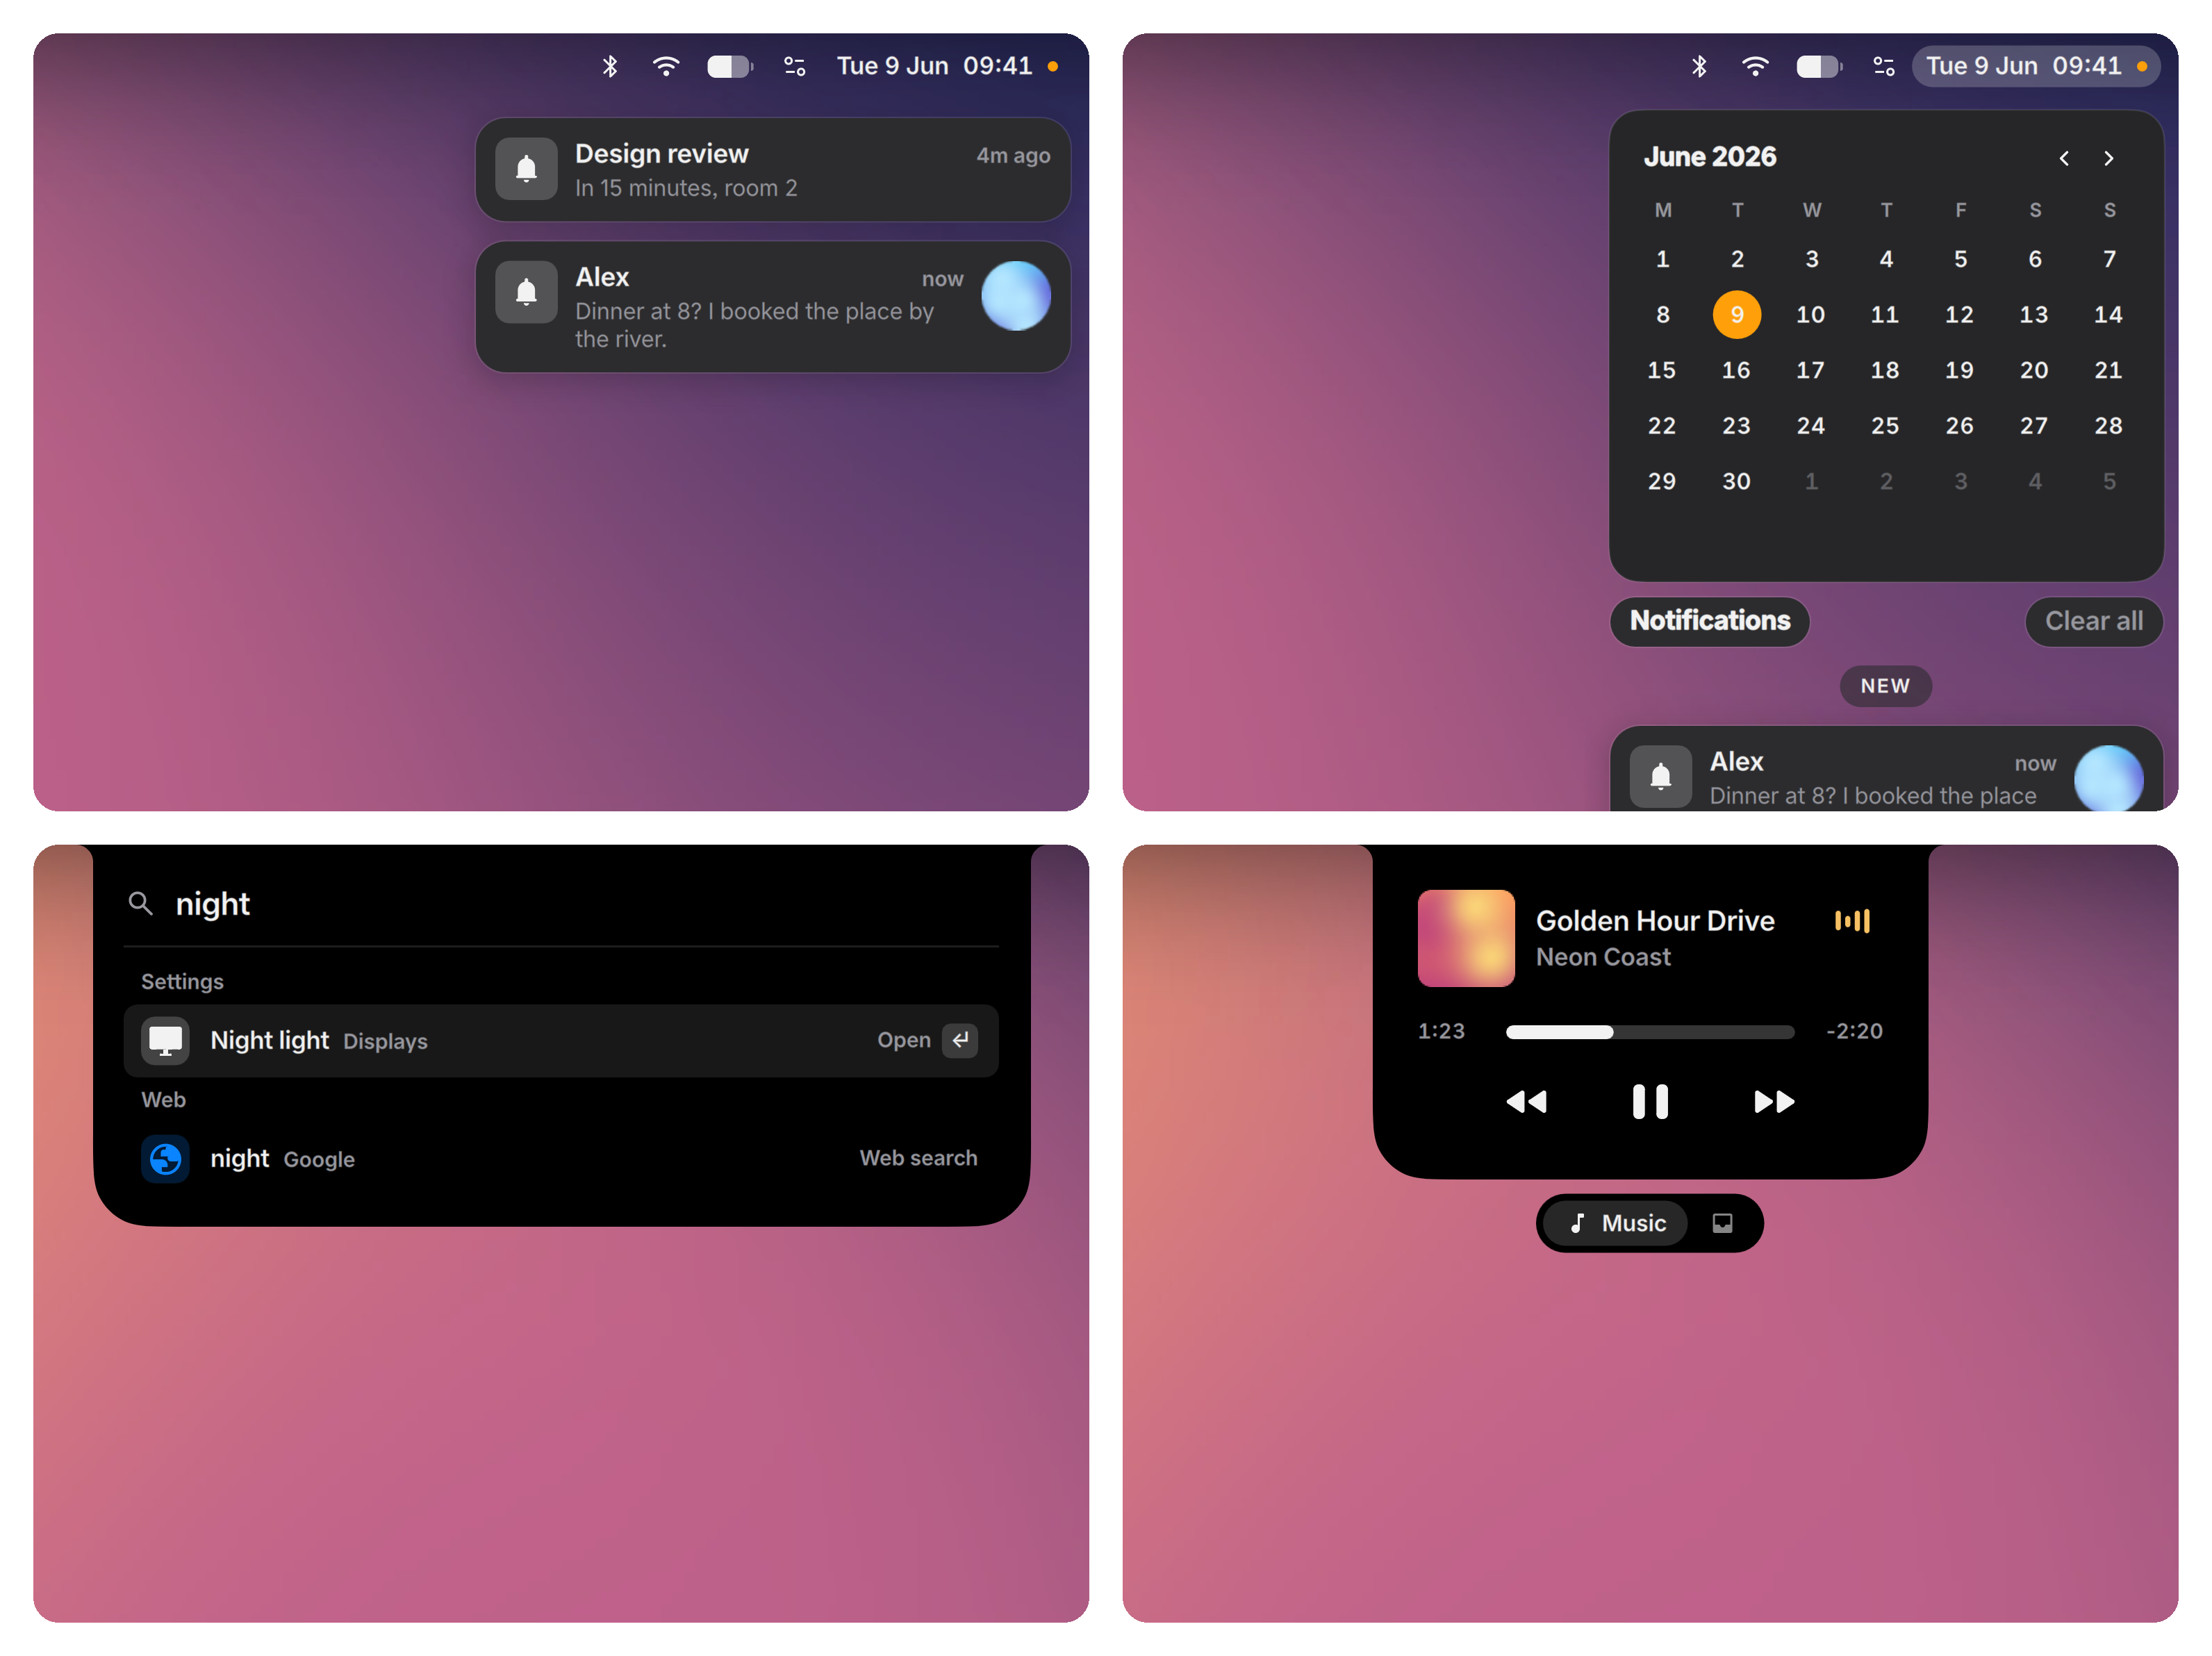 Tue 9 Jun 09:41
Design review 4m ago
In 15 minutes, room 2
Alex now
Dinner at 8? I booked the place by
the river.
Tue 9 Jun 09:41
June 2026
M T W T F S S
1 2 3 4 5 6 7
8 9 10 11 12 13 14
15 16 17 18 19 20 21
22 23 24 25 26 27 28
29 30 1 2 3 4 5
Notifications Clear all
NEW
Alex now
Dinner at 8? I booked the place
night
Settings
Night light Displays Open
Web
night Google Web search
Golden Hour Drive
Neon Coast
1:23 -2:20
Music